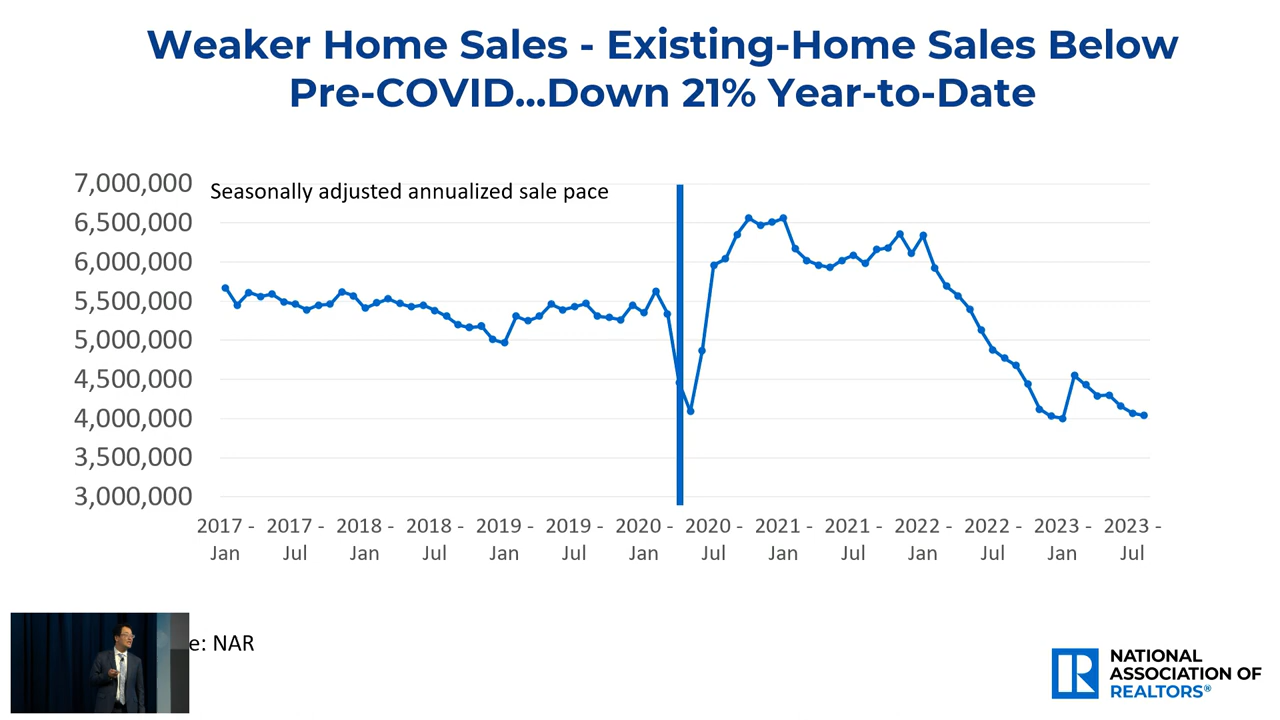 Weaker Home Sales - Existing-Home Sales Below
Pre-COVID...Down 21% Year-to-Date
Seasonally adjusted annualized sale pace
7,000,000
6,500,000
6,000,000
5,500,000
5,000,000
4,500,000
4,000,000
3,500,000
3,000,000
2017 - 2017 - 2018 - 2018 - 2019 - 2019 - 2020 - 2020 - 2021 - 2021 - 2022 - 2022 - 2023 - 2023 -
Jan Jul Jan Jul Jan Jul Jan Jul Jan Jul Jan Jul Jan Jul
e: NAR
NATIONAL
ASSOCIATION OF
REALTORS®